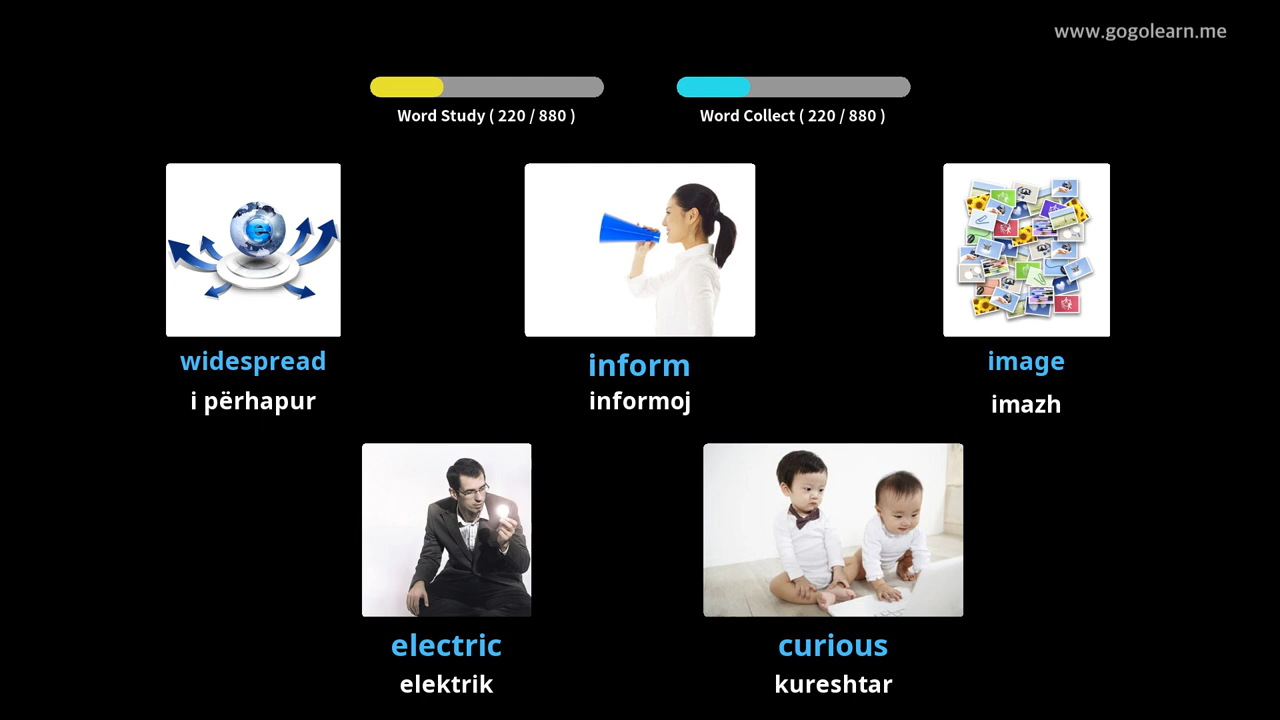 www.gogolearn.me
Word Study ( 220 / 880 )
Word Collect ( 220 / 880 )
widespread
i përhapur
inform
informoj
image
imazh
electric
elektrik
curious
kureshtar